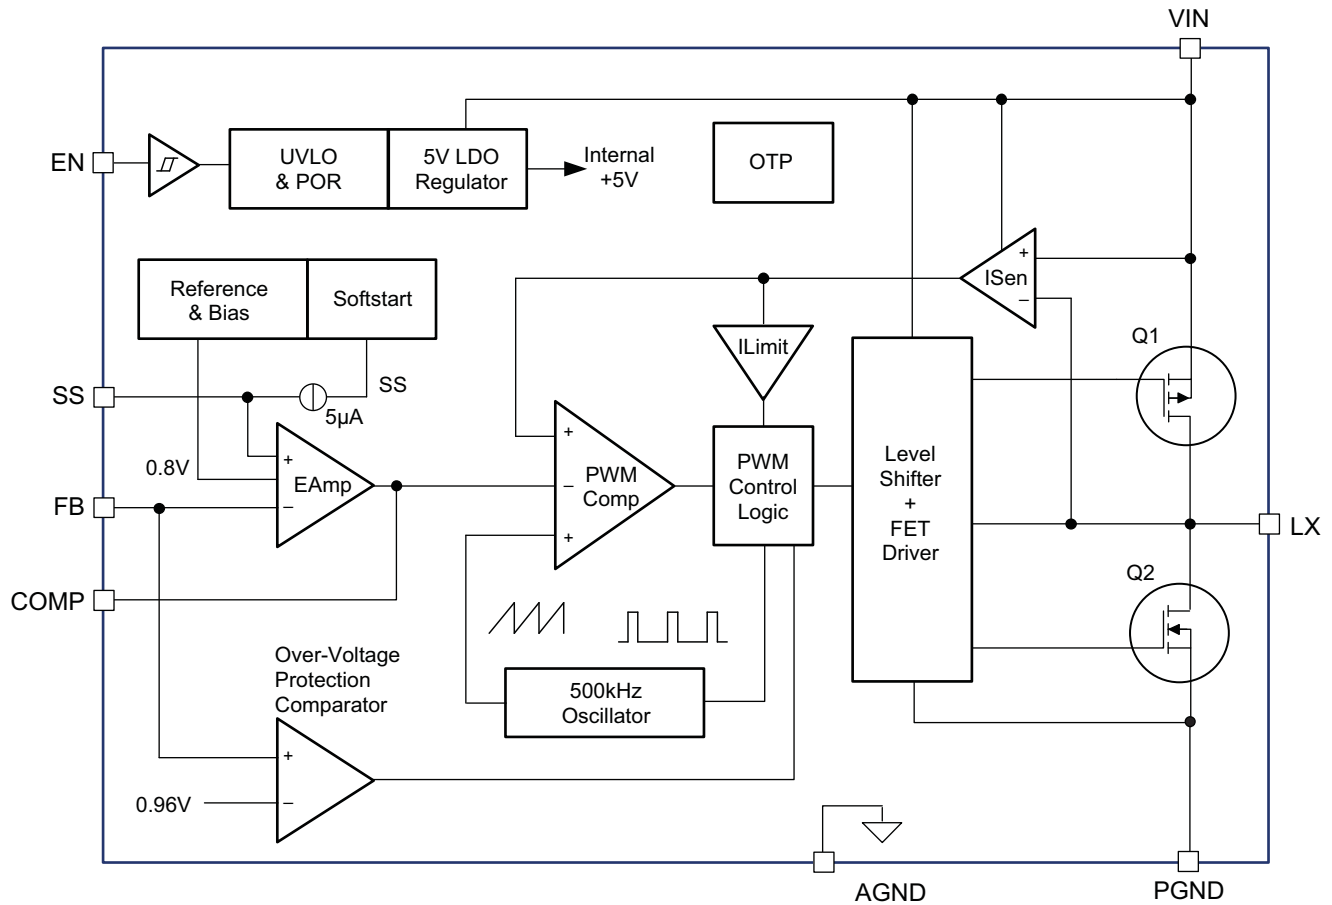 VIN
EN
UVLO
& POR
5V LDO
Regulator
Internal
+5V
OTP
+
ISen
–
Reference
& Bias
Softstart
ILimit
Q1
SS
SS
5µA
+
0.8V
EAmp
–
FB
+
PWM
Comp
–
+
PWM
Control
Logic
Level
Shifter
+
FET
Driver
LX
Q2
COMP
Over-Voltage
Protection
Comparator
500kHz
Oscillator
+
0.96V
–
AGND
PGND